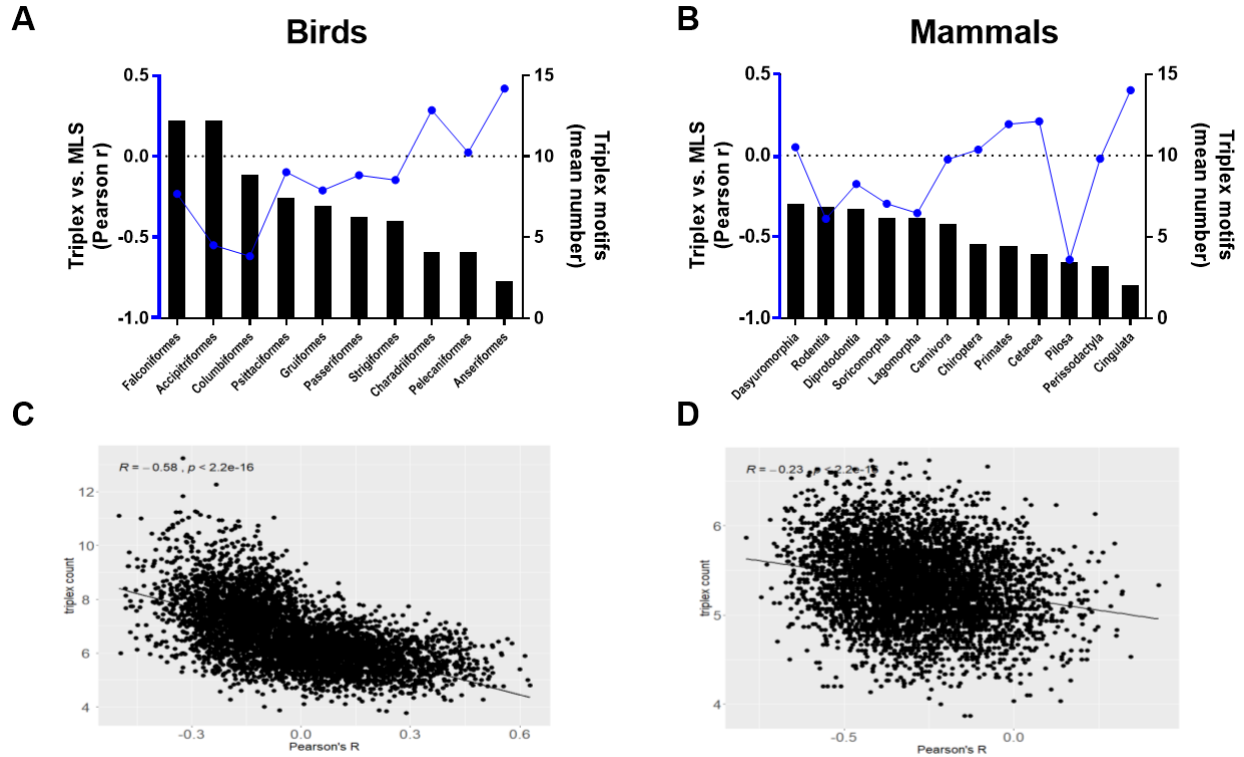 A
Birds
0.5
0.0
-0.5
-1.0
Triplex vs. MLS
(Pearson r)
15
10
5
0
Triplex motifs
(mean number)
Falconiformes
Accipitriformes
Columbiformes
Psittaciformes
Gruiformes
Passeriformes
Strigiformes
Charadriiformes
Pelecaniformes
Anseriformes
B
Mammals
0.5
0.0
-0.5
-1.0
Triplex vs. MLS
(Pearson r)
15
10
5
0
Triplex motifs
(mean number)
Dasyuromorphia
Rodentia
Diprotodontia
Soricomorpha
Lagomorpha
Carnivora
Chiroptera
Primates
Cetacea
Pilosa
Perissodactyla
Cingulata
C
R = −0.58 , p < 2.2e-16
12
10
8
6
4
triplex count
-0.3
0.0
0.3
0.6
Pearson's R
D
R = −0.23 , p < 2.2e-16
6
5
4
triplex count
-0.5
0.0
Pearson's R